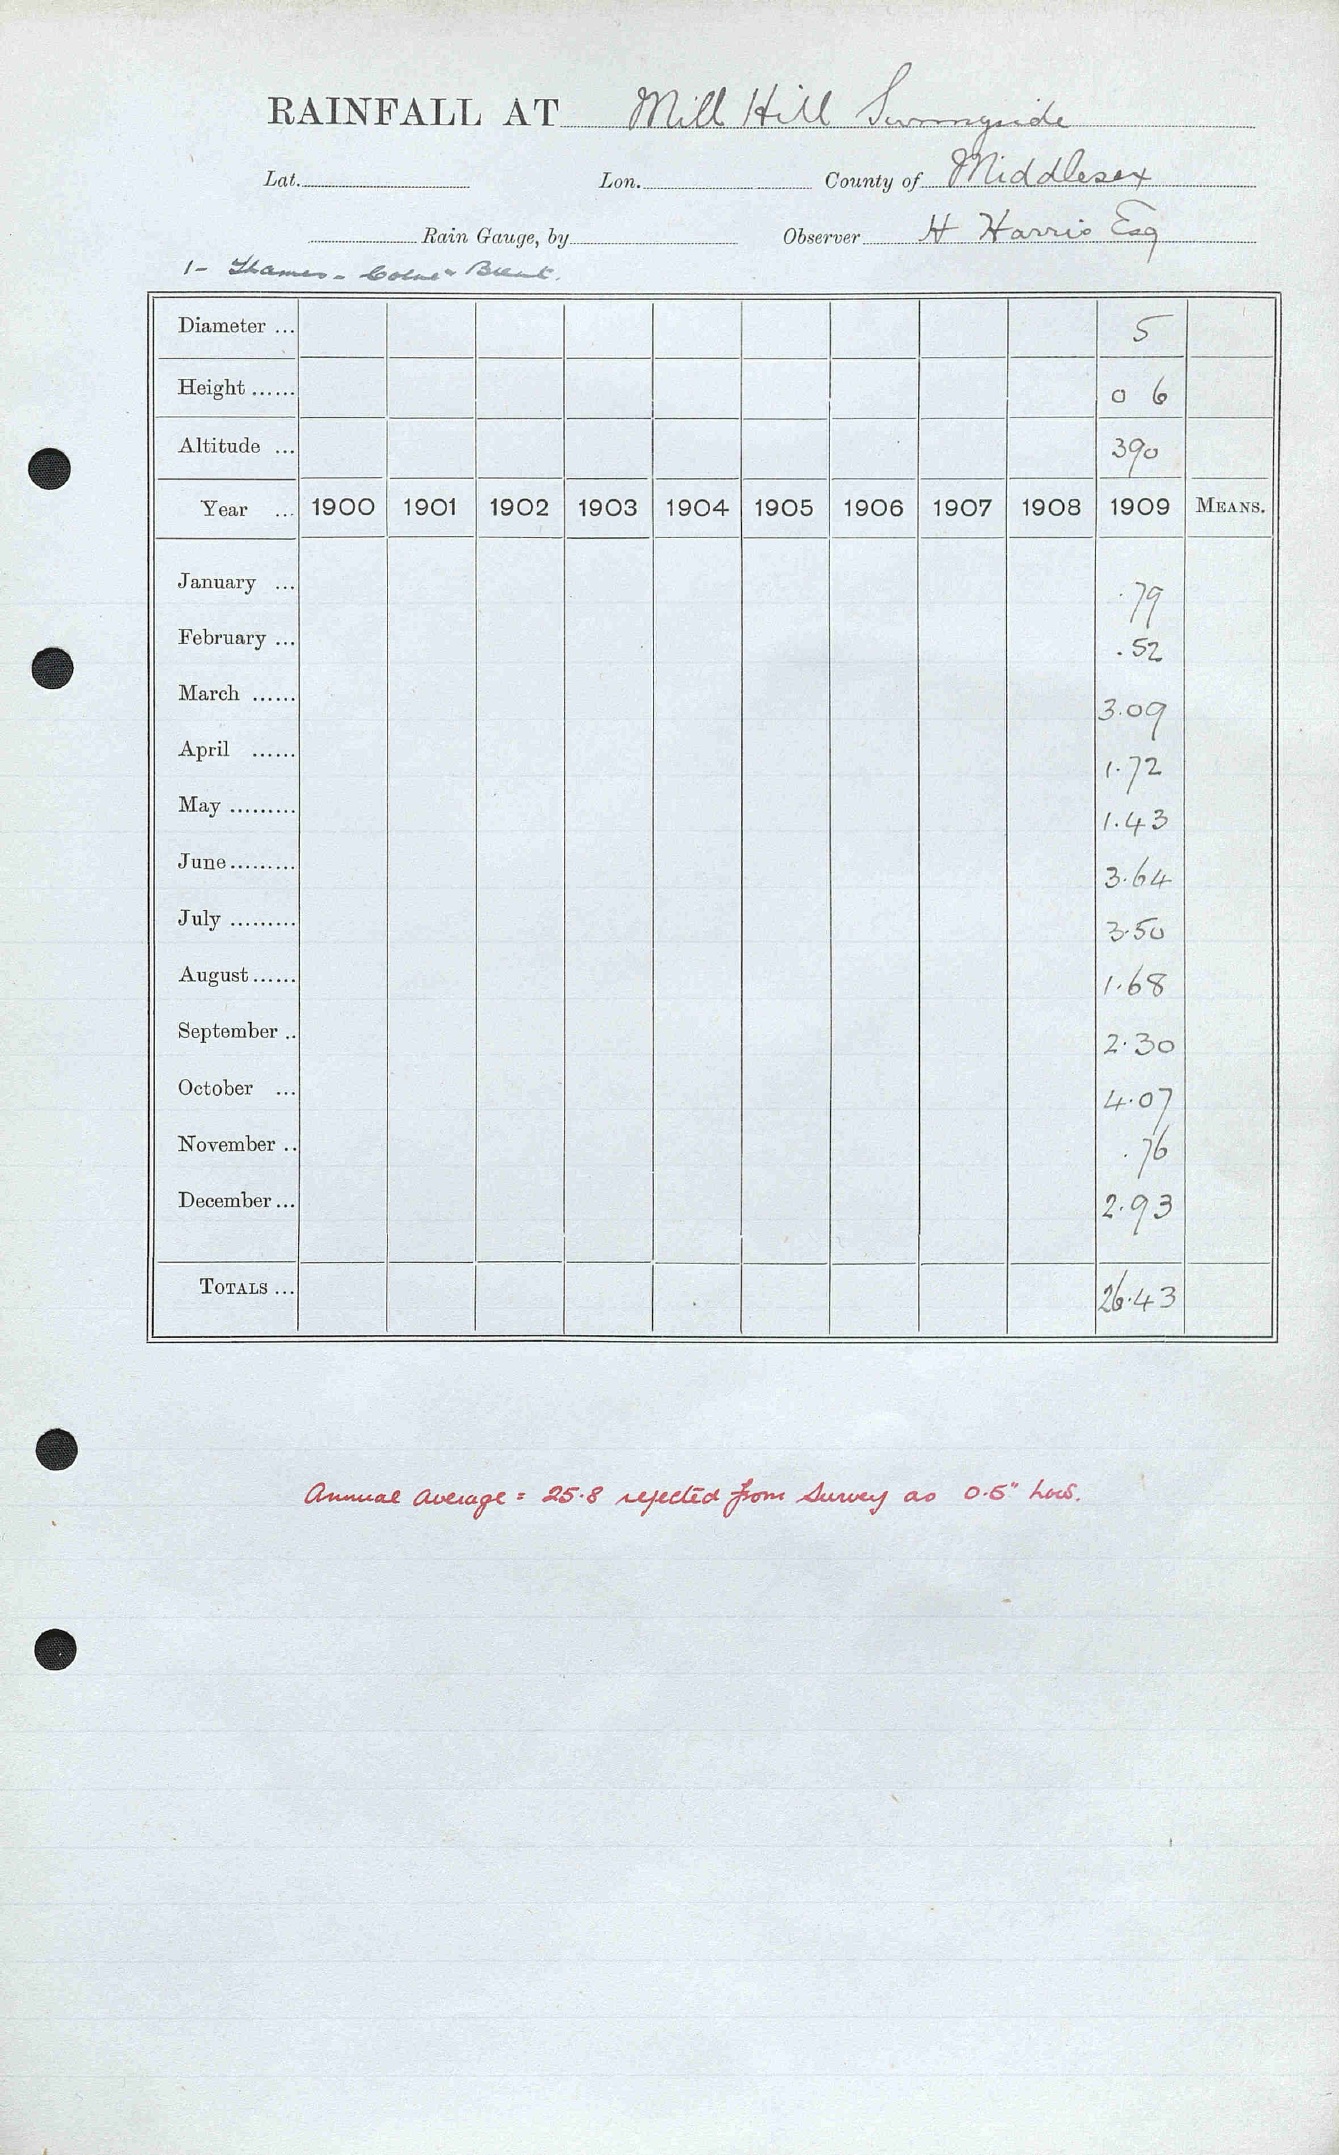 RAINFALL AT Mill Hill Sunnyside
Lat. Lon. County of Middlesex
Rain Gauge, by Observer H Harris Esq
1 - Thames - Colne & Brent.
Diameter ... 5
Height ...... 0 6
Altitude ... 390
Year ... 1900 1901 1902 1903 1904 1905 1906 1907 1908 1909 MEANS.
January ... .79
February ... .52
March ...... 3.09
April ...... 1.72
May ......... 1.43
June ......... 3.64
July ......... 3.50
August ...... 1.68
September .. 2.30
October ... 4.07
November .. .76
December ... 2.93
TOTALS ... 26.43
Annual average = 25.8 rejected from Survey as 0.5" low.